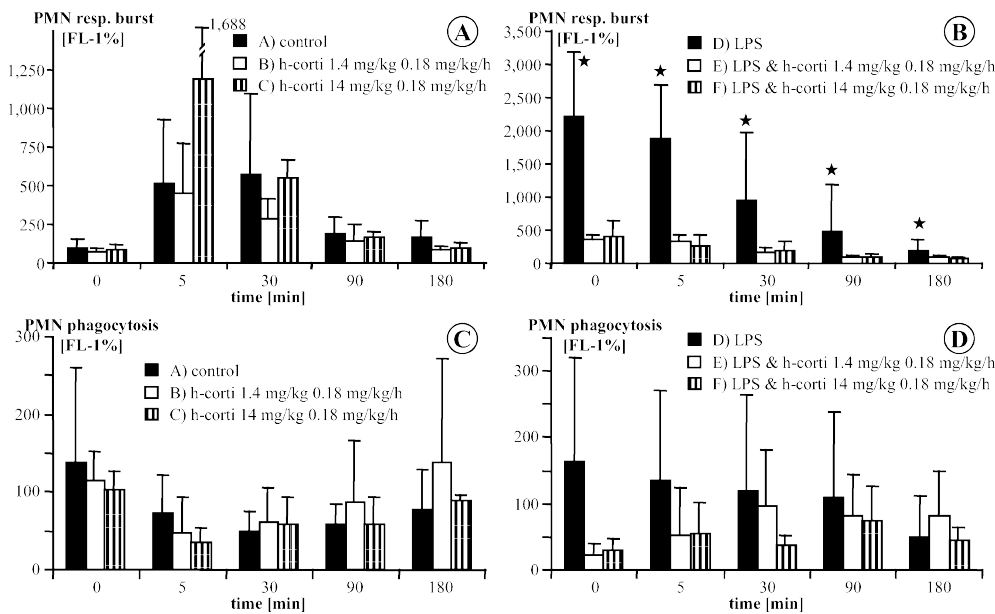 PMN resp. burst
[FL-1%]
1,688
A
A) control
B) h-corti 1.4 mg/kg 0.18 mg/kg/h
C) h-corti 14 mg/kg 0.18 mg/kg/h
1,250
750
500
250
0
0 5 30 90 180
time [min]
PMN resp. burst
[FL-1%]
B
D) LPS
E) LPS & h-corti 1.4 mg/kg 0.18 mg/kg/h
F) LPS & h-corti 14 mg/kg 0.18 mg/kg/h
3,500
3,000
2,500
2,000
1,500
1,000
500
0
0 5 30 90 180
time [min]
PMN phagocytosis
[FL-1%]
C
A) control
B) h-corti 1.4 mg/kg 0.18 mg/kg/h
C) h-corti 14 mg/kg 0.18 mg/kg/h
300
200
150
100
50
0
0 5 30 90 180
time [min]
PMN phagocytosis
[FL-1%]
D
D) LPS
E) LPS & h-corti 1.4 mg/kg 0.18 mg/kg/h
F) LPS & h-corti 14 mg/kg 0.18 mg/kg/h
300
200
150
100
50
0
0 5 30 90 180
time [min]